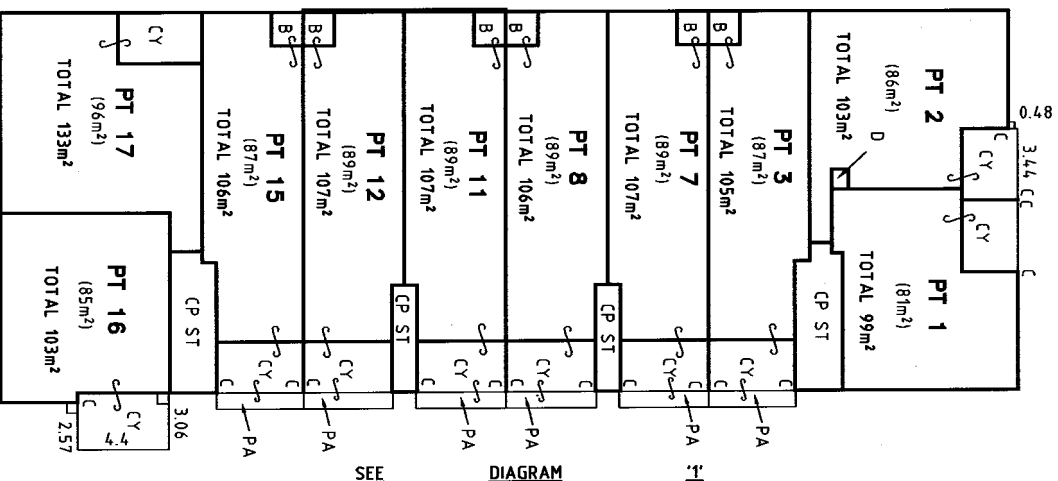 CY
PT 17
(96m²)
TOTAL 133m²
B
PT 15
(87m²)
TOTAL 106m²
B
PT 12
(89m²)
TOTAL 107m²
B
PT 11
(89m²)
TOTAL 107m²
B
PT 8
(89m²)
TOTAL 106m²
B
PT 7
(89m²)
TOTAL 107m²
B
PT 3
(87m²)
TOTAL 105m²
PT 2
(86m²)
TOTAL 103m²
D
0.48
3.44
C
CY
C
C
CY
C
PT 1
(81m²)
TOTAL 99m²
PT 16
(85m²)
TOTAL 103m²
CP ST
CP ST
CP ST
CP ST
C
CY
4.4
3.06
2.57
C
CY
C
PA
C
CY
PA
C
CY
PA
CY
C
PA
C
CY
PA
CY
C
PA
SEE DIAGRAM '1'